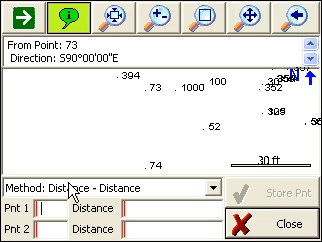 From Point: 73
Direction: S90°00'00"E
. 394
. 73
. 1000
100
352
N
. 52
. 74
30 ft
Method: Distance - Distance
Store Pnt
Pnt 1
Distance
Pnt 2
Distance
Close